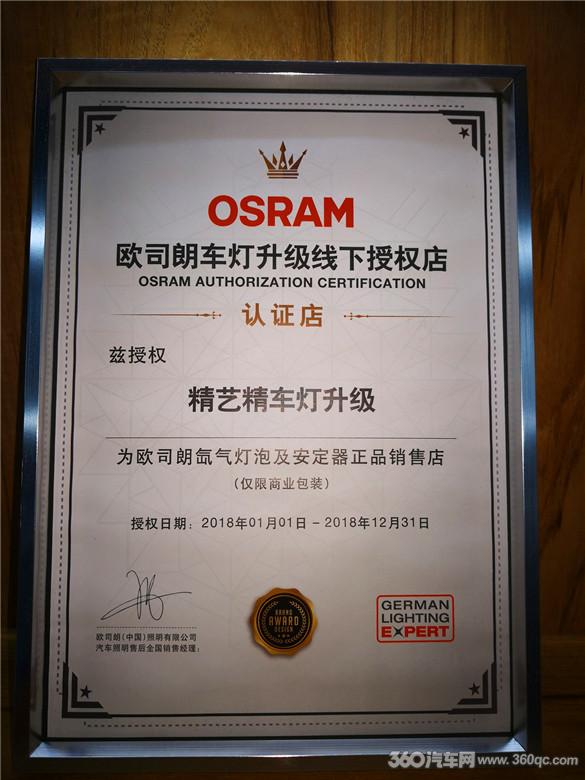 OSRAM
欧司朗车灯升级线下授权店
OSRAM AUTHORIZATION CERTIFICATION
认证店
兹授权
精艺精车灯升级
为欧司朗氙气灯泡及安定器正品销售店
(仅限商业包装)
授权日期：2018年01月01日 – 2018年12月31日
欧司朗(中国)照明有限公司
汽车照明售后全国销售经理：
BRAND
AWARD
DESIGN
GERMAN
LIGHTING
EXPERT
360汽车网 www.360qc.com